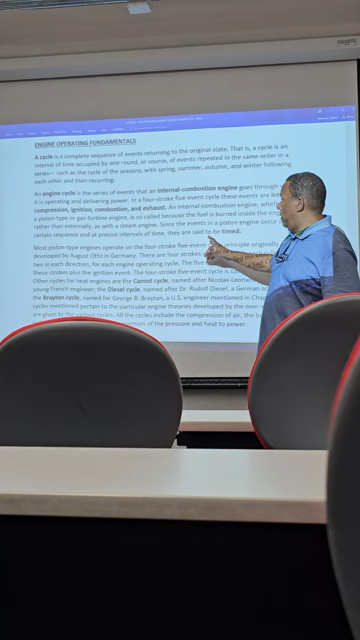 ENGINE OPERATING FUNDAMENTALS
A cycle is a complete sequence of events returning to the original state. That is, a cycle is an
interval of time occupied by one round, or course, of events repeated in the same order in a
series— such as the cycle of the seasons, with spring, summer, autumn, and winter following
each other and then recurring.
An engine cycle is the series of events that an internal-combustion engine goes through
it is operating and delivering power. In a four-stroke five-event cycle these events are
compression, ignition, combustion, and exhaust. An internal-combustion engine,
a piston-type or gas-turbine engine, is so called because the fuel is burned inside the
rather than externally, as with a steam engine. Since the events in a piston engine occur
certain sequence and at precise intervals of time, they are said to be timed.
Most piston-type engines operate on the four-stroke five-event principle originally
developed by August Otto in Germany. There are four strokes
two in each direction, for each engine operating cycle. The five
these strokes plus the ignition event. The four-stroke five-event cycle is
Other cycles for heat engines are the Carnot cycle, named after Nicolas-Leonard
young French engineer; the Diesel cycle, named after Dr. Rudolf Diesel, a German
the Brayton cycle, named for George B. Brayton, a U.S. engineer mentioned in
cycles mentioned pertain to the particular engine theories developed by the men
are given to the various cycles. All the cycles include the compression of air, the
of the pressure and heat to power.